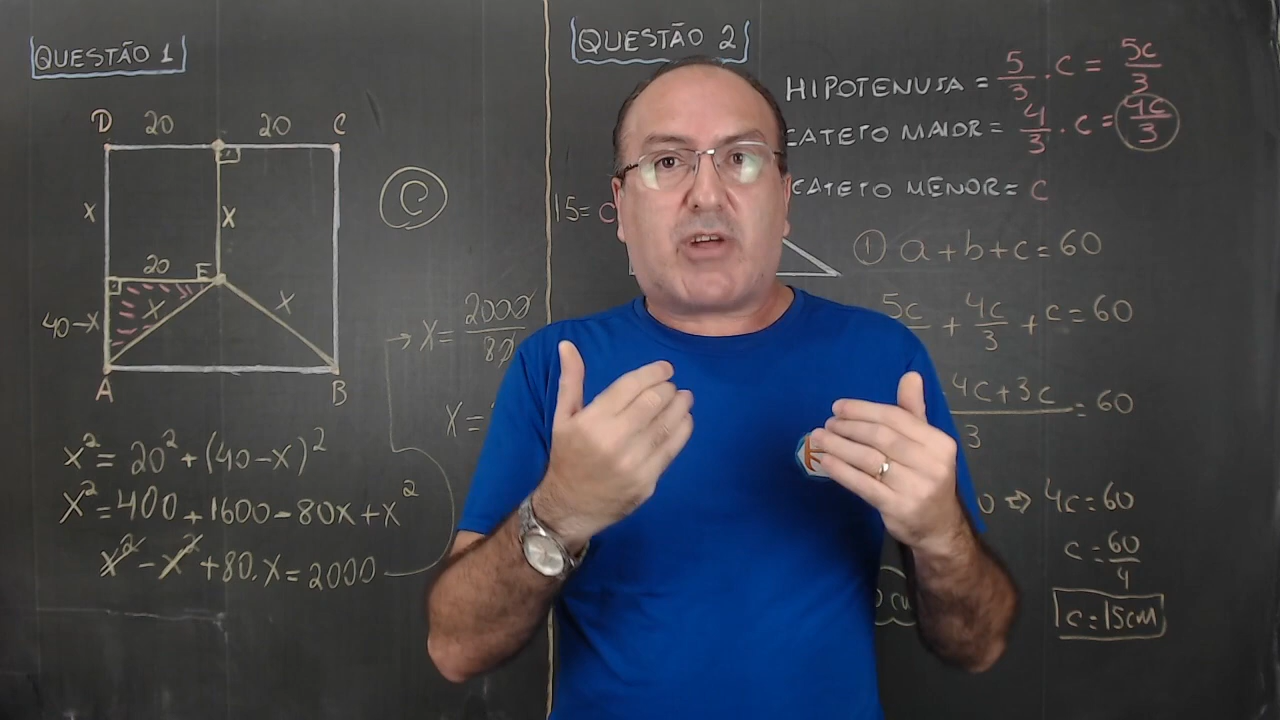 QUESTÃO 1
D 20 20 C
x x
20 E
40-x x x
A B
C
x² = 20² + (40-x)²
x² = 400 + 1600 - 80x + x²
x² - x² + 80.x = 2000
→ x = 2000/80
x =
QUESTÃO 2
HIPOTENUSA = 5/3 . c = 5c/3
CATETO MAIOR = 4/3 . c = 4c/3
CATETO MENOR = c
15 = c
① a + b + c = 60
5c/ + 4c/3 + c = 60
4c + 3c / 3 = 60
0 ⇒ 4c = 60
c = 60/4
c = 15cm